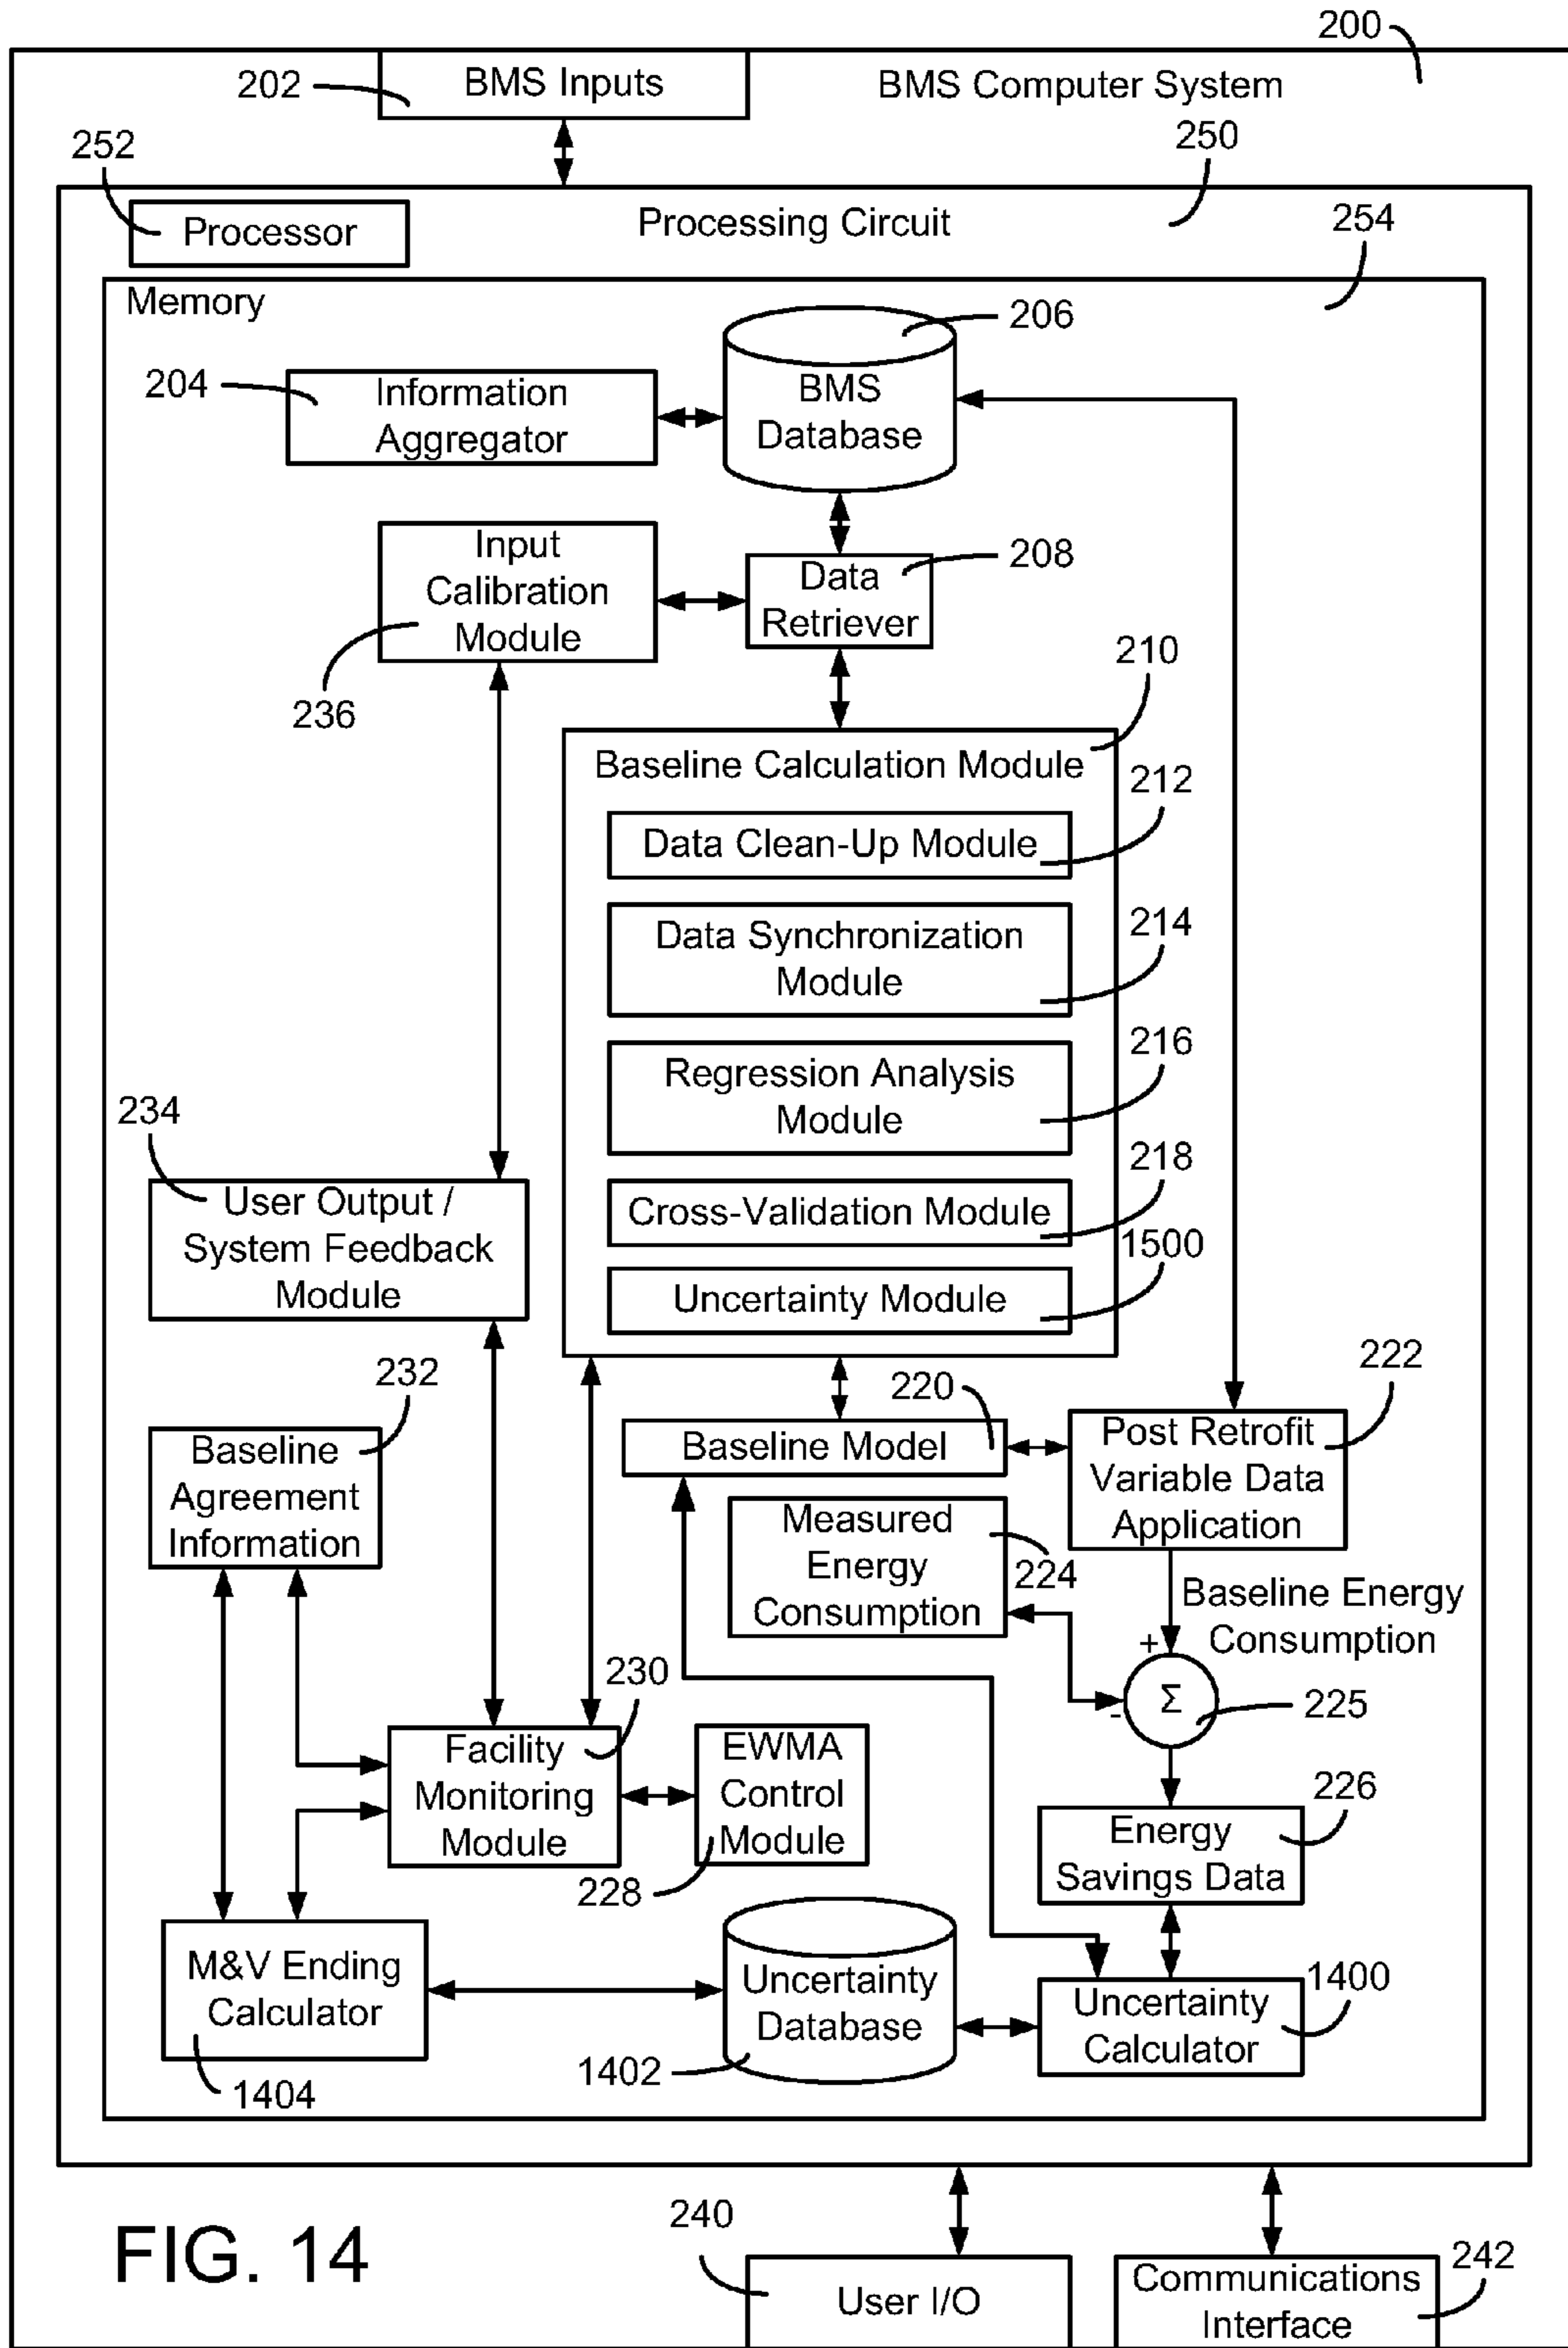 200
202
BMS Inputs
BMS Computer System
252
250
Processor
Processing Circuit
254
Memory
206
204
Information
Aggregator
BMS
Database
Input
Calibration
Module
236
Data
Retriever
208
210
Baseline Calculation Module
212
Data Clean-Up Module
214
Data Synchronization
Module
216
Regression Analysis
Module
234
User Output /
System Feedback
Module
218
Cross-Validation Module
1500
Uncertainty Module
232
Baseline
Agreement
Information
220
Baseline Model
222
Post Retrofit
Variable Data
Application
Measured
Energy
Consumption
224
Baseline Energy
Consumption
+
-
Σ
225
230
Facility
Monitoring
Module
EWMA
Control
Module
228
226
Energy
Savings Data
M&V Ending
Calculator
1404
Uncertainty
Database
1402
1400
Uncertainty
Calculator
FIG. 14
240
User I/O
242
Communications
Interface